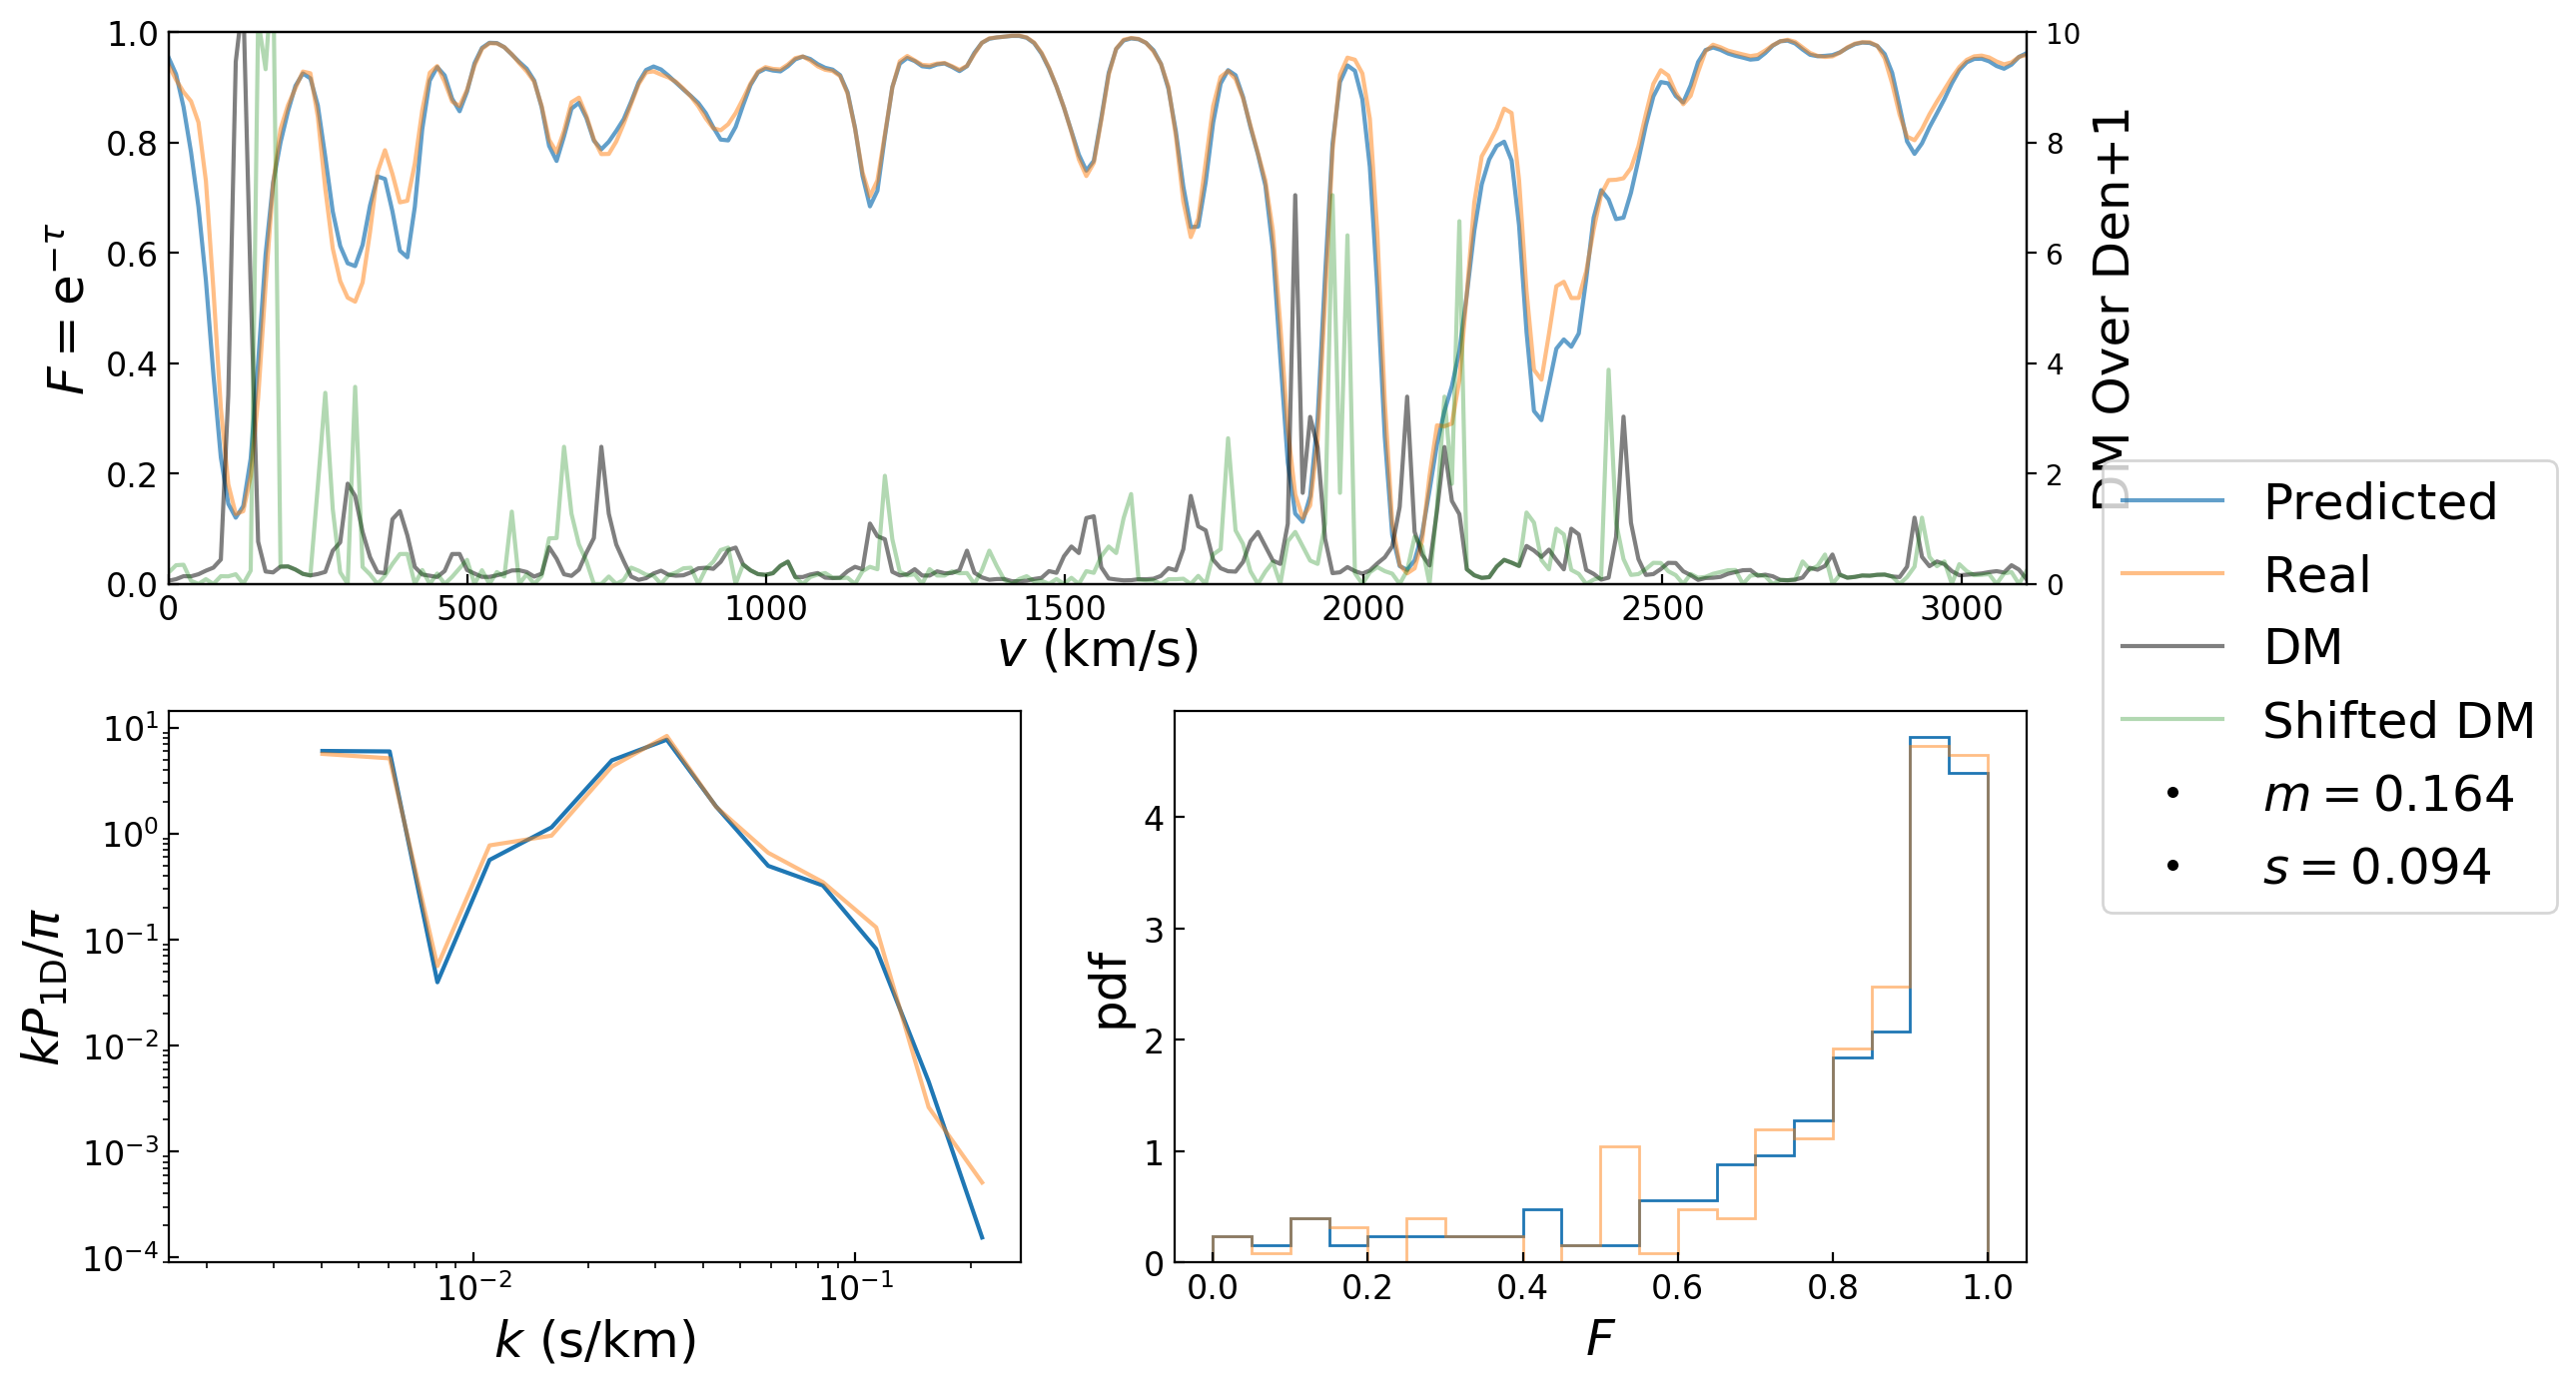 1.0
0.8
0.6
0.4
0.2
0.0
F = e^{−τ}
10
8
6
4
2
0
DM Over Den+1
0 500 1000 1500 2000 2500 3000
v (km/s)
Predicted
Real
DM
Shifted DM
m = 0.164
s = 0.094
10^1
10^0
10^{−1}
10^{−2}
10^{−3}
10^{−4}
kP_{1D}/π
10^{−2} 10^{−1}
k (s/km)
4
3
2
1
0
pdf
0.0 0.2 0.4 0.6 0.8 1.0
F